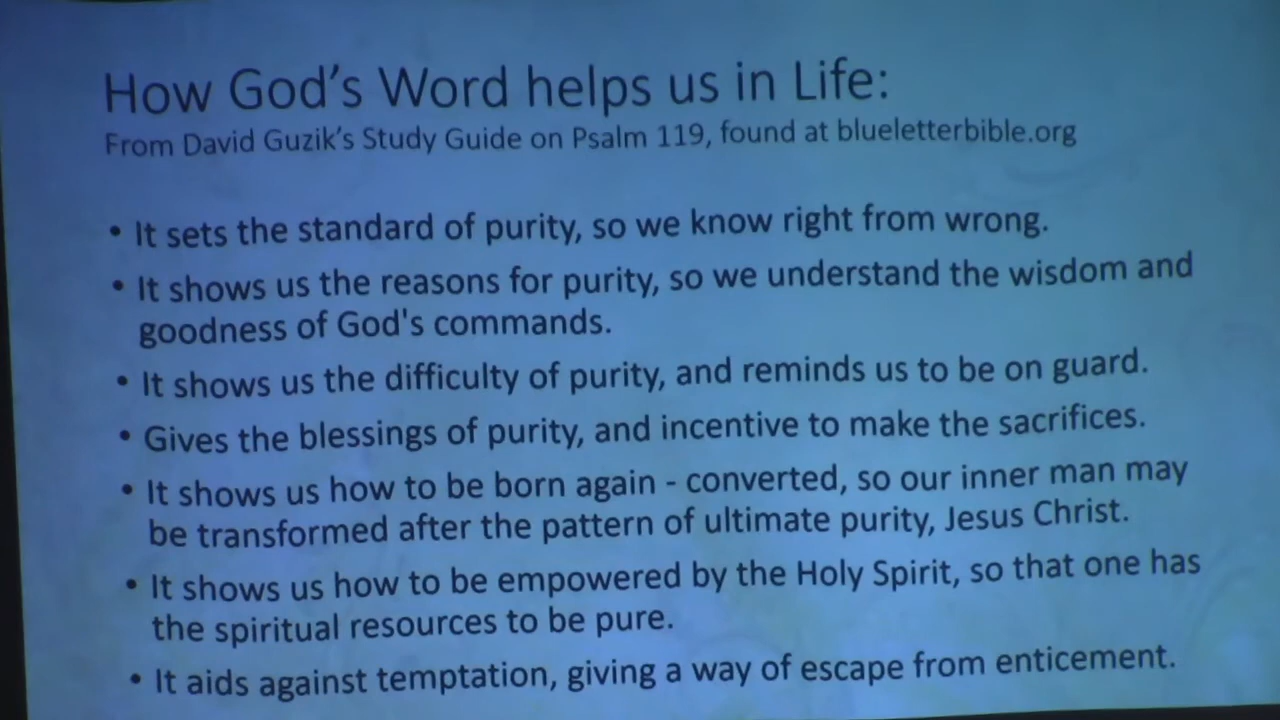 How God’s Word helps us in Life:
From David Guzik’s Study Guide on Psalm 119, found at blueletterbible.org
• It sets the standard of purity, so we know right from wrong.
• It shows us the reasons for purity, so we understand the wisdom and
goodness of God's commands.
• It shows us the difficulty of purity, and reminds us to be on guard.
• Gives the blessings of purity, and incentive to make the sacrifices.
• It shows us how to be born again - converted, so our inner man may
be transformed after the pattern of ultimate purity, Jesus Christ.
• It shows us how to be empowered by the Holy Spirit, so that one has
the spiritual resources to be pure.
• It aids against temptation, giving a way of escape from enticement.